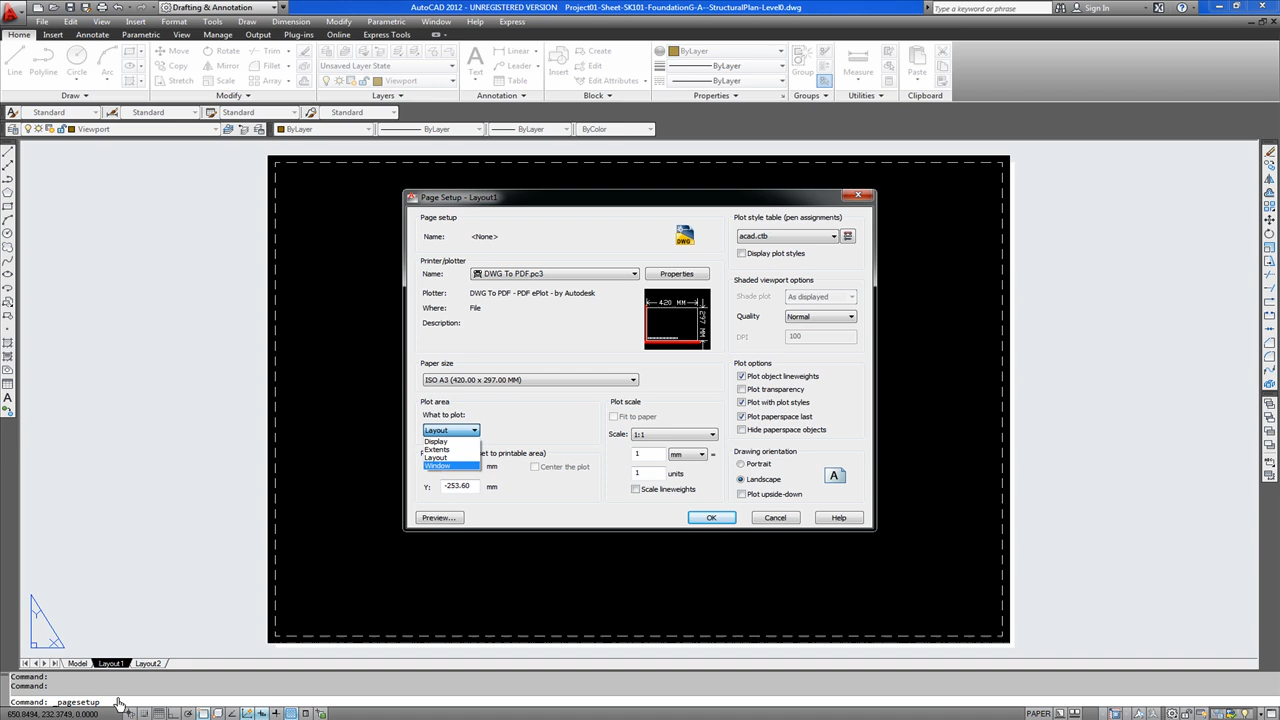 Drafting & Annotation
AutoCAD 2012 - UNREGISTERED VERSION Project01-Sheet-SK101-FoundationG-A--StructuralPlan-Level0.dwg
Type a keyword or phrase
Sign In
File Edit View Insert Format Tools Draw Dimension Modify Parametric Window Help Express
Home Insert Annotate Parametric View Manage Output Plug-ins Online Express Tools
Line Polyline Circle Arc
Move Rotate Trim
Copy Mirror Fillet
Stretch Scale Array
Unsaved Layer State
Viewport
Text
Linear
Leader
Table
Insert
Create
Edit
Edit Attributes
ByLayer
ByLayer
ByLayer
Group
Measure
Paste
Draw Modify Layers Annotation Block Properties Groups Utilities Clipboard
Standard Standard Standard Standard
Viewport ByLayer ByLayer ByLayer ByColor
Page Setup - Layout1
Page setup
Name: <None>
DWG
Printer/plotter
Name: DWG To PDF.pc3 Properties
Plotter: DWG To PDF - PDF ePlot - by Autodesk
Where: File
Description:
420 MM
297 MM
Paper size
ISO A3 (420.00 x 297.00 MM)
Plot area
What to plot:
Layout
Display
Extents
Layout
Window
set to printable area)
mm
Center the plot
Y: -253.60 mm
Plot scale
Fit to paper
Scale: 1:1
1 mm =
1 units
Scale lineweights
Plot style table (pen assignments)
acad.ctb
Display plot styles
Shaded viewport options
Shade plot As displayed
Quality Normal
DPI 100
Plot options
Plot object lineweights
Plot transparency
Plot with plot styles
Plot paperspace last
Hide paperspace objects
Drawing orientation
Portrait
Landscape
Plot upside-down
A
Preview... OK Cancel Help
Y
X
Model Layout1 Layout2
Command:
Command:
Command: _pagesetup
650.8494, 232.3749, 0.0000
PAPER